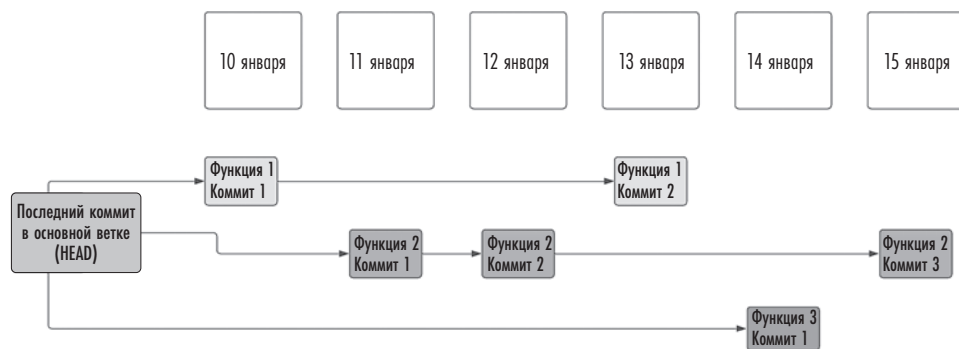 10 января
11 января
12 января
13 января
14 января
15 января
Функция 1
Коммит 1
Функция 1
Коммит 2
Последний коммит
в основной ветке
(HEAD)
Функция 2
Коммит 1
Функция 2
Коммит 2
Функция 2
Коммит 3
Функция 3
Коммит 1